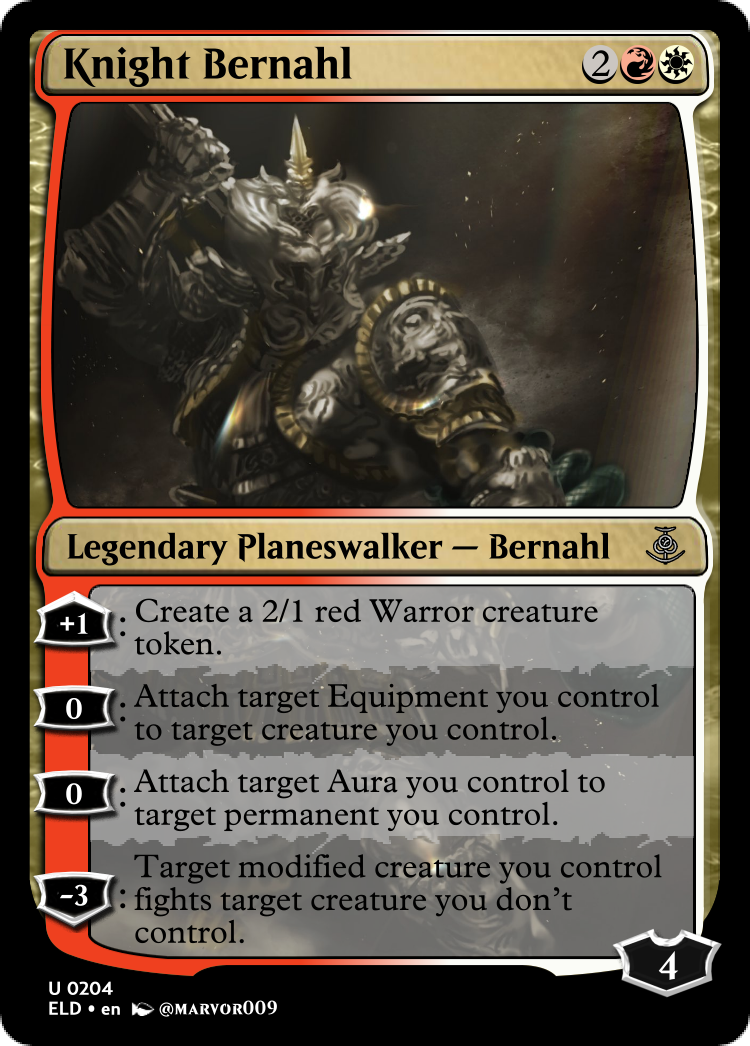 Knight Bernahl 2
Legendary Planeswalker — Bernahl
+1 : Create a 2/1 red Warror creature
token.
0 : Attach target Equipment you control
to target creature you control.
0 : Attach target Aura you control to
target permanent you control.
Target modified creature you control
-3 : fights target creature you don't
control.
4
U 0204
ELD • en @MARVOR009